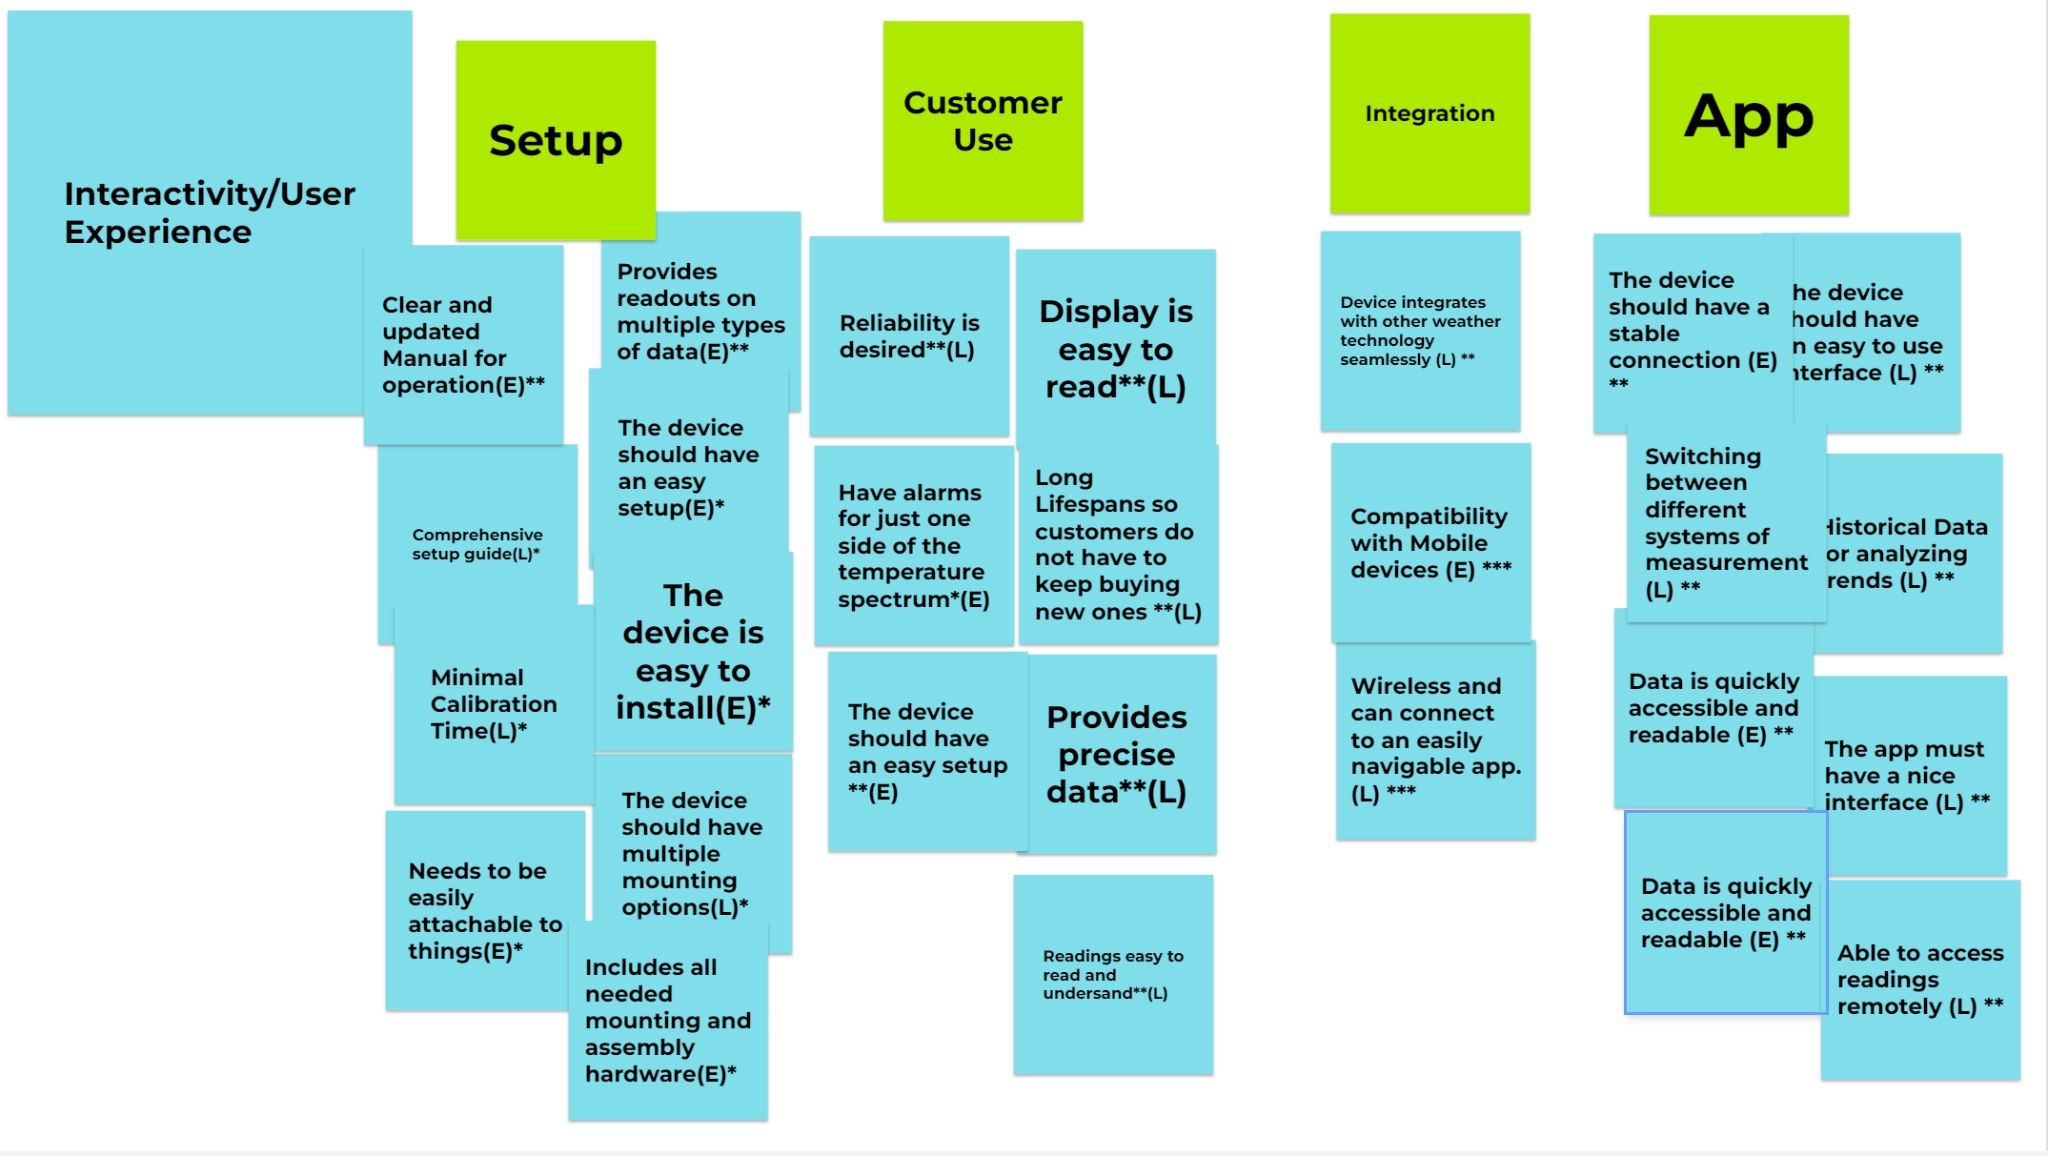 Interactivity/User
Experience
Setup
Clear and
updated
Manual for
operation(E)**
Provides
readouts on
multiple types
of data(E)**
Comprehensive
setup guide(L)*
The device
should have
an easy
setup(E)*
Minimal
Calibration
Time(L)*
The
device is
easy to
install(E)*
Needs to be
easily
attachable to
things(E)*
The device
should have
multiple
mounting
options(L)*
Includes all
needed
mounting and
assembly
hardware(E)*
Customer
Use
Reliability is
desired**(L)
Display is
easy to
read**(L)
Have alarms
for just one
side of the
temperature
spectrum*(E)
Long
Lifespans so
customers do
not have to
keep buying
new ones **(L)
The device
should have
an easy setup
**(E)
Provides
precise
data**(L)
Readings easy to
read and
undersand**(L)
Integration
Device integrates
with other weather
technology
seamlessly (L) **
Compatibility
with Mobile
devices (E) ***
Wireless and
can connect
to an easily
navigable app.
(L) ***
App
The device
should have a
stable
connection (E)
**
he device
hould have
n easy to use
nterface (L) **
Switching
between
different
systems of
measurement
(L) **
Historical Data
or analyzing
rends (L) **
Data is quickly
accessible and
readable (E) **
The app must
have a nice
interface (L) **
Data is quickly
accessible and
readable (E) **
Able to access
readings
remotely (L) **